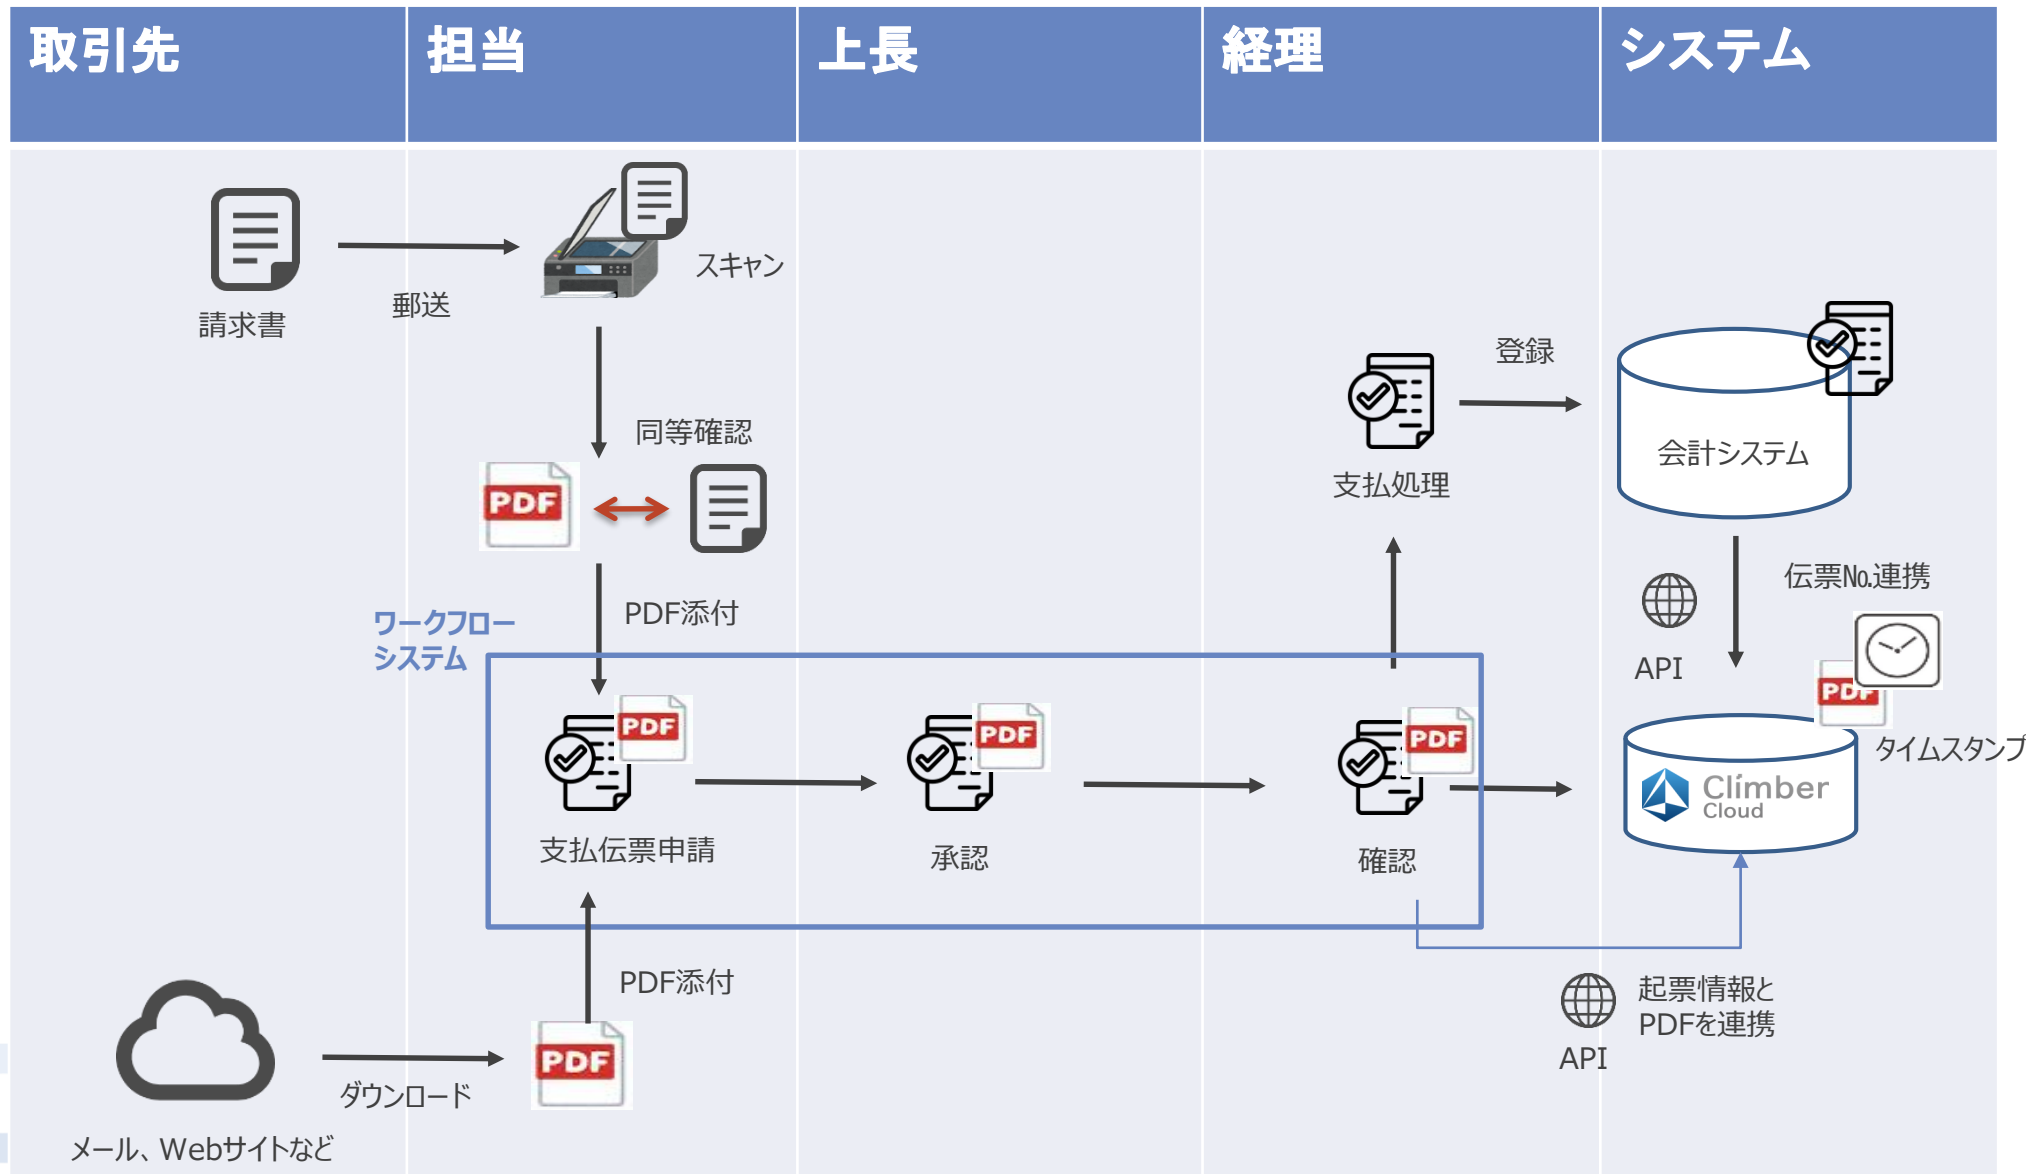 取引先
担当
上長
経理
システム
請求書
郵送
スキャン
同等確認
PDF
PDF添付
ワークフロー
システム
PDF
支払伝票申請
PDF
承認
PDF
確認
支払処理
登録
会計システム
伝票№連携
API
PDF
タイムスタンプ
Climber
Cloud
PDF添付
PDF
ダウンロード
メール、Webサイトなど
API
起票情報と
PDFを連携